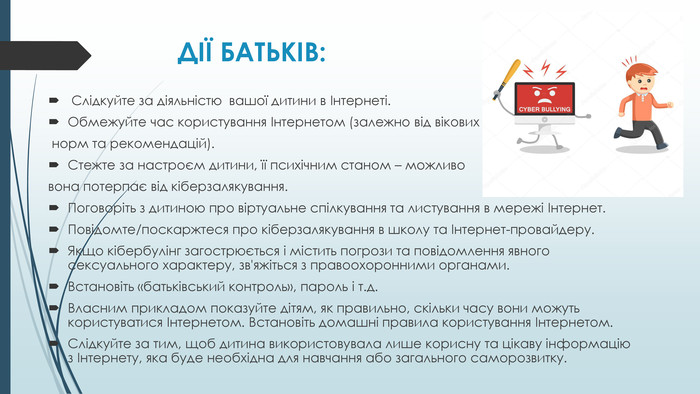 ДІЇ БАТЬКІВ:
CYBER BULLYING
Слідкуйте за діяльністю вашої дитини в Інтернеті.
Обмежуйте час користування Інтернетом (залежно від вікових
норм та рекомендацій).
Стежте за настроєм дитини, її психічним станом – можливо
вона потерпає від кіберзалякування.
Поговоріть з дитиною про віртуальне спілкування та листування в мережі Інтернет.
Повідомте/поскаржтеся про кіберзалякування в школу та Інтернет-провайдеру.
Якщо кібербулінг загострюється і містить погрози та повідомлення явного
сексуального характеру, зв'яжіться з правоохоронними органами.
Встановіть «батьківський контроль», пароль і т.д.
Власним прикладом показуйте дітям, як правильно, скільки часу вони можуть
користуватися Інтернетом. Встановіть домашні правила користування Інтернетом.
Слідкуйте за тим, щоб дитина використовувала лише корисну та цікаву інформацію
з Інтернету, яка буде необхідна для навчання або загального саморозвитку.